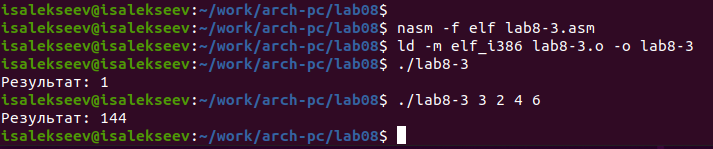 isalekseev@isalekseev:~/work/arch-pc/lab08$
isalekseev@isalekseev:~/work/arch-pc/lab08$ nasm -f elf lab8-3.asm
isalekseev@isalekseev:~/work/arch-pc/lab08$ ld -m elf_i386 lab8-3.o -o lab8-3
isalekseev@isalekseev:~/work/arch-pc/lab08$ ./lab8-3
Результат: 1
isalekseev@isalekseev:~/work/arch-pc/lab08$ ./lab8-3 3 2 4 6
Результат: 144
isalekseev@isalekseev:~/work/arch-pc/lab08$